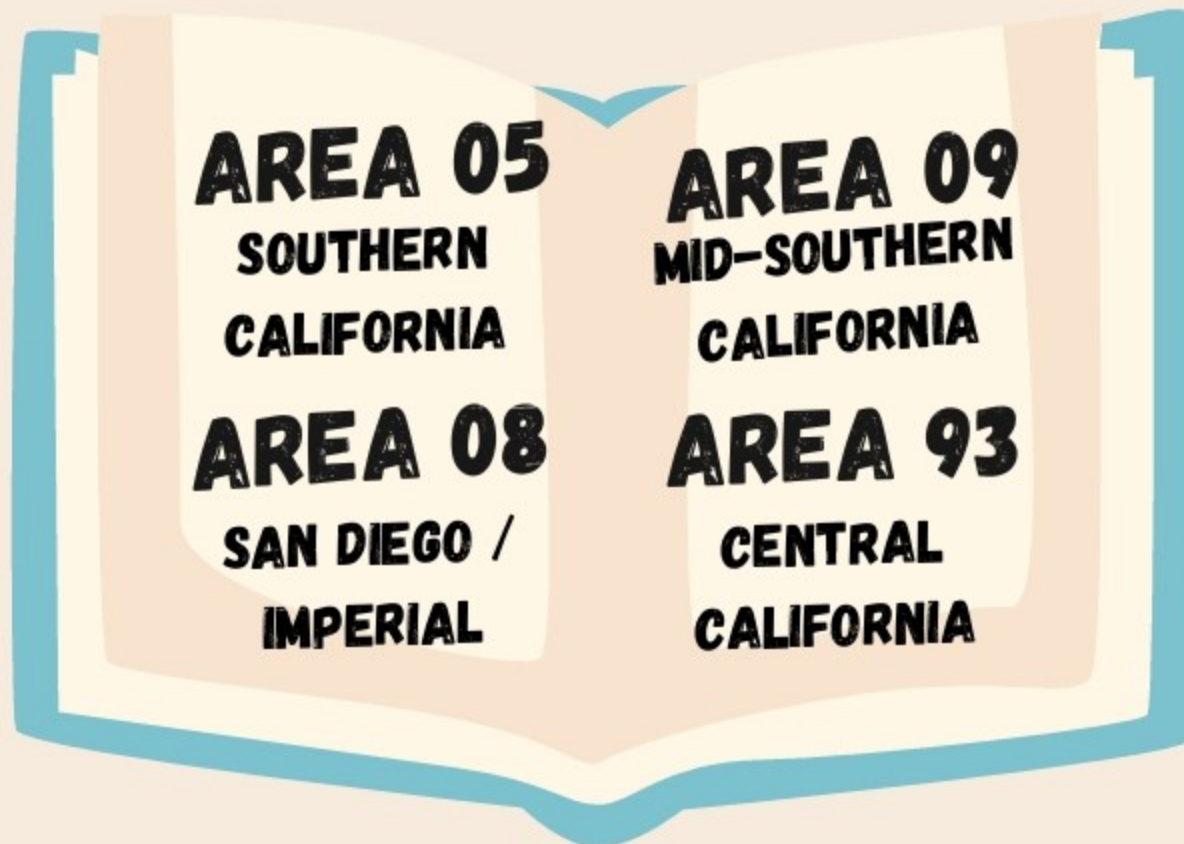 AREA 05
SOUTHERN
CALIFORNIA
AREA 08
SAN DIEGO /
IMPERIAL
AREA 09
MID-SOUTHERN
CALIFORNIA
AREA 93
CENTRAL
CALIFORNIA